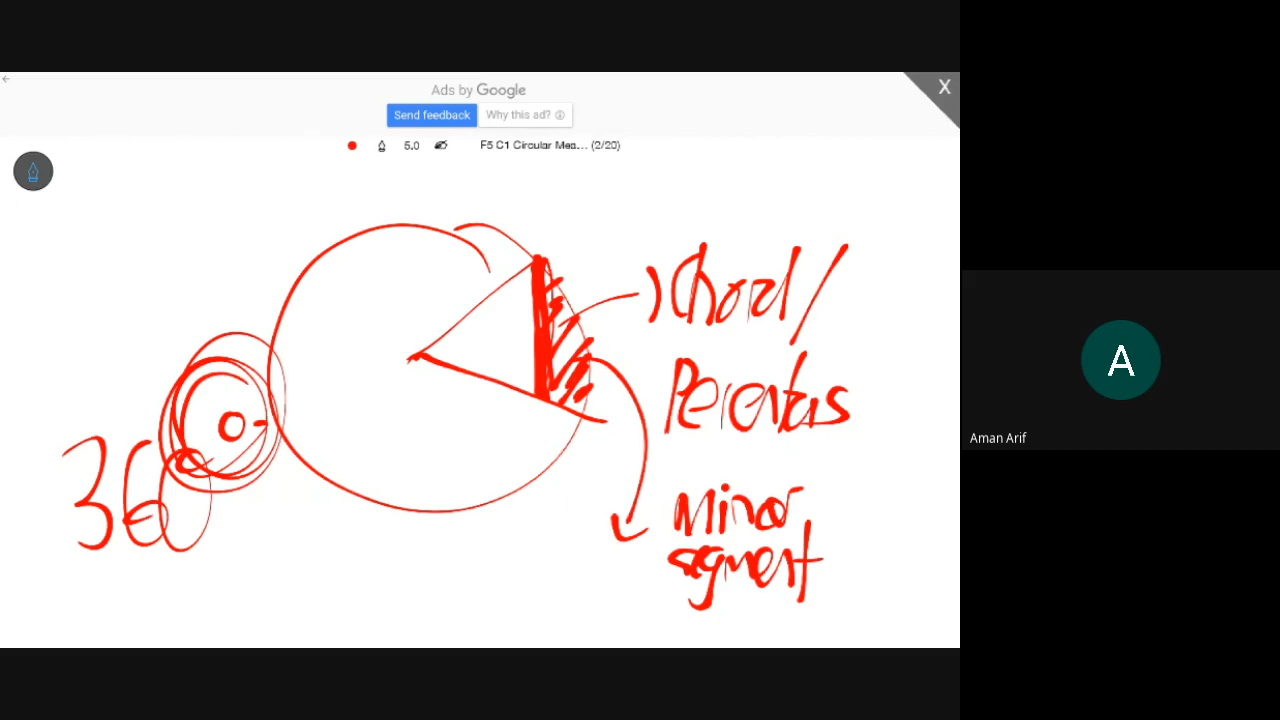 Ads by Google
Send feedback
Why this ad?
X
5.0
F5 C1 Circular Mea... (2/20)
Chord/
Perentas
Minor
segment
360
A
Aman Arif